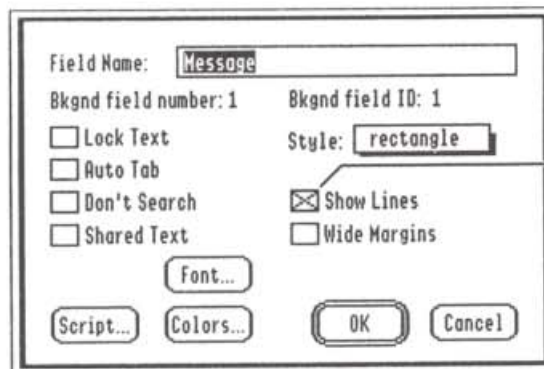 Field Name: Message
Bkgnd field number: 1 Bkgnd field ID: 1
Lock Text
Style: rectangle
Auto Tab
Don't Search
Show Lines
Shared Text
Wide Margins
Font...
Script... Colors... OK Cancel